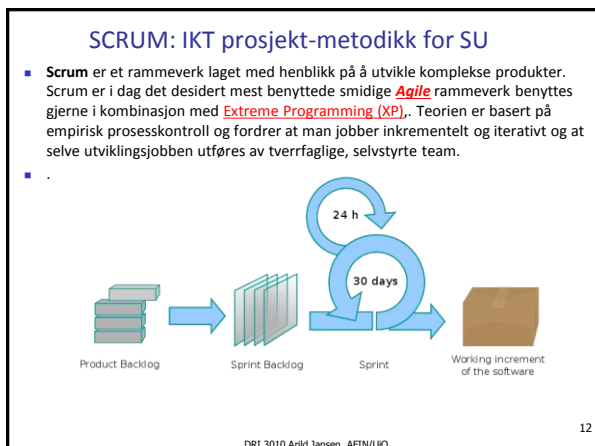 SCRUM: IKT prosjekt-metodikk for SU
Scrum er et rammeverk laget med henblikk på å utvikle komplekse produkter.
Scrum er i dag det desidert mest benyttede smidige Agile rammeverk benyttes
gjerne i kombinasjon med Extreme Programming (XP),. Teorien er basert på
empirisk prosesskontroll og fordrer at man jobber inkrementelt og iterativt og at
selve utviklingsjobben utføres av tverrfaglige, selvstyrte team.
.
24 h
30 days
Product Backlog
Sprint Backlog
Sprint
Working increment
of the software
12
DRI 3010 Arild Jansen, AFIN/UiO